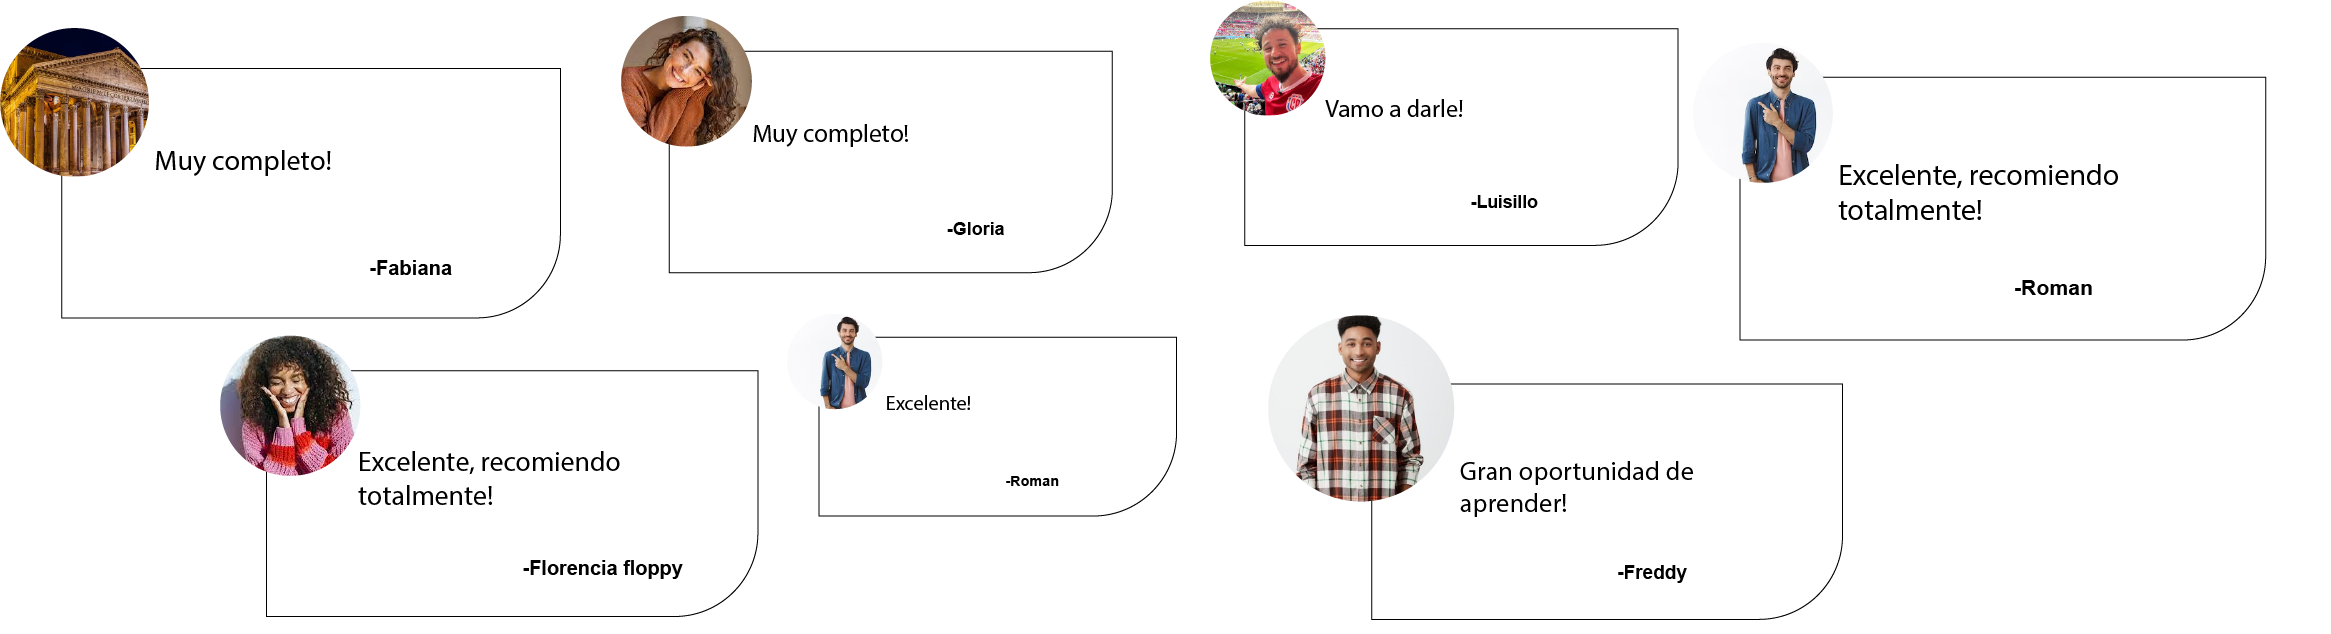 Muy completo!
-Fabiana
Muy completo!
-Gloria
Vamo a darle!
-Luisillo
Excelente, recomiendo
totalmente!
-Roman
Excelente, recomiendo
totalmente!
-Florencia floppy
Excelente!
-Roman
Gran oportunidad de
aprender!
-Freddy